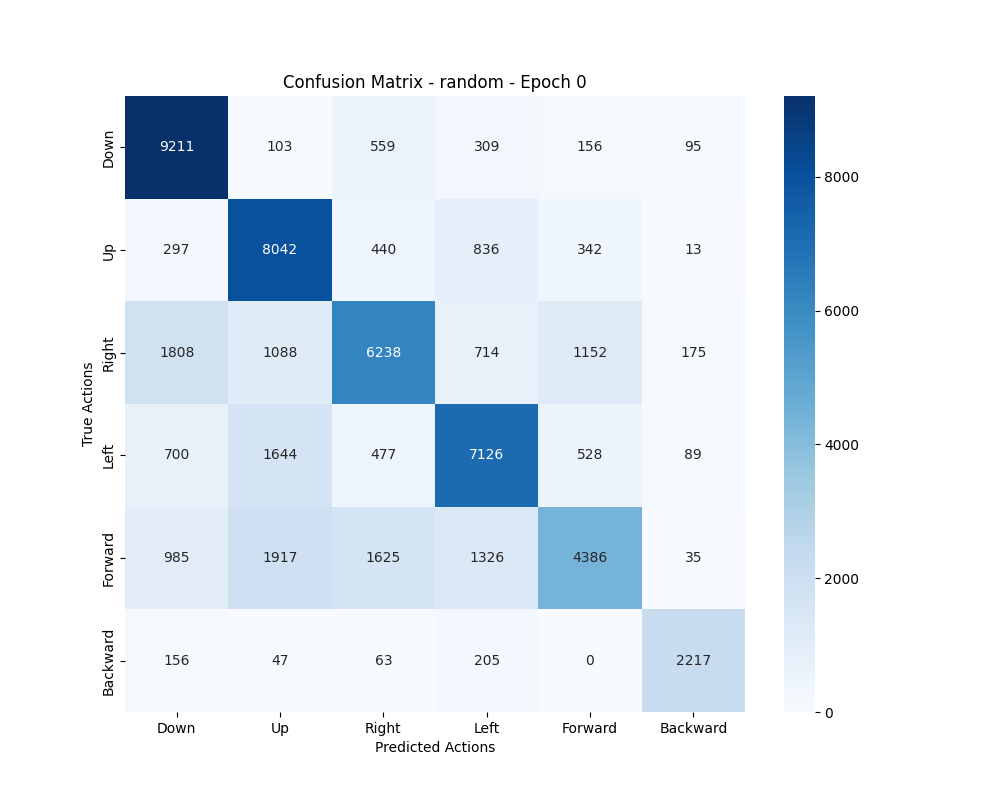 Confusion Matrix - random - Epoch 0
Down 9211 103 559 309 156 95
Up 297 8042 440 836 342 13
Right 1808 1088 6238 714 1152 175
Left 700 1644 477 7126 528 89
Forward 985 1917 1625 1326 4386 35
Backward 156 47 63 205 0 2217
Down Up Right Left Forward Backward
Predicted Actions
True Actions
8000
6000
4000
2000
0